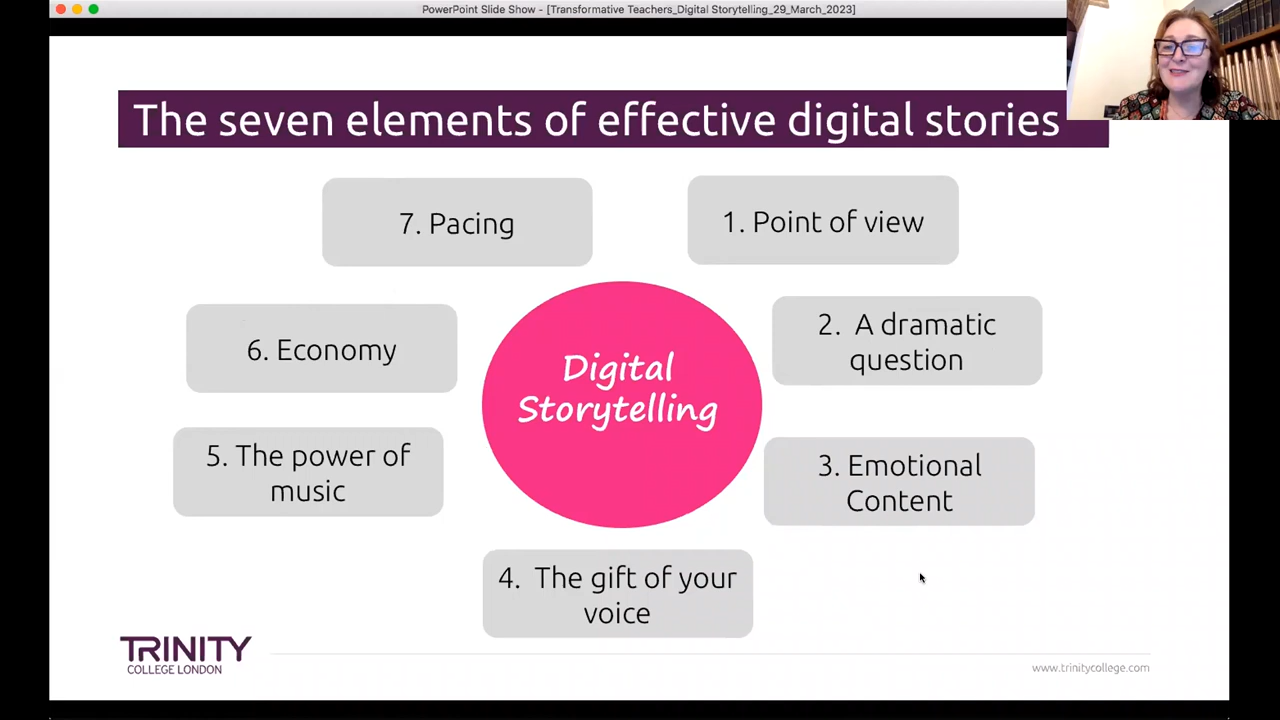 PowerPoint Slide Show - [Transformative Teachers_Digital Storytelling_29_March_2023]
The seven elements of effective digital stories
7. Pacing
1. Point of view
6. Economy
2. A dramatic
question
Digital
Storytelling
5. The power of
music
3. Emotional
Content
4. The gift of your
voice
TRINITY
COLLEGE LONDON
www.trinitycollege.com